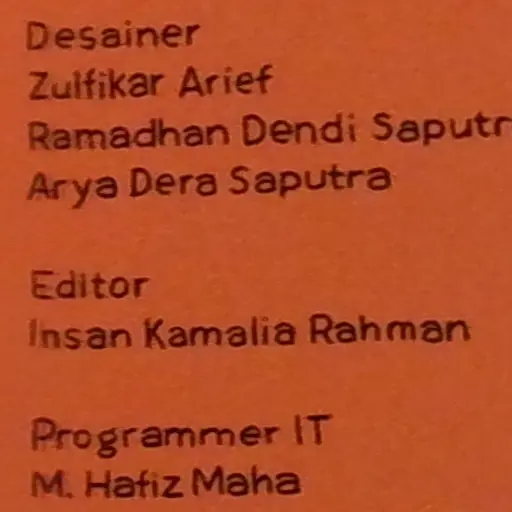 Desainer
Zulfikar Arief
Ramadhan Dendi Saputr
Arya Dera Saputra
Editor
Insan Kamalia Rahman
Programmer IT
M. Hafiz Maha